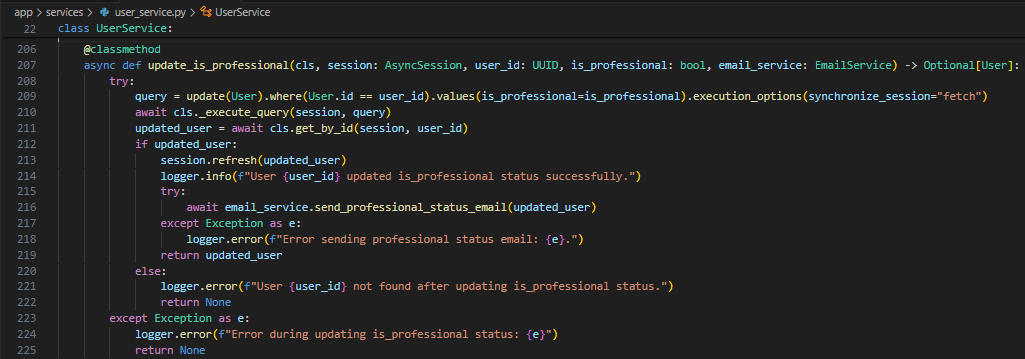 app > services > user_service.py > UserService
22 class UserService:
206 @classmethod
207 async def update_is_professional(cls, session: AsyncSession, user_id: UUID, is_professional: bool, email_service: EmailService) -> Optional[User]:
208 try:
209 query = update(User).where(User.id == user_id).values(is_professional=is_professional).execution_options(synchronize_session="fetch")
210 await cls._execute_query(session, query)
211 updated_user = await cls.get_by_id(session, user_id)
212 if updated_user:
213 session.refresh(updated_user)
214 logger.info(f"User {user_id} updated is_professional status successfully.")
215 try:
216 await email_service.send_professional_status_email(updated_user)
217 except Exception as e:
218 logger.error(f"Error sending professional status email: {e}.")
219 return updated_user
220 else:
221 logger.error(f"User {user_id} not found after updating is_professional status.")
222 return None
223 except Exception as e:
224 logger.error(f"Error during updating is_professional status: {e}")
225 return None